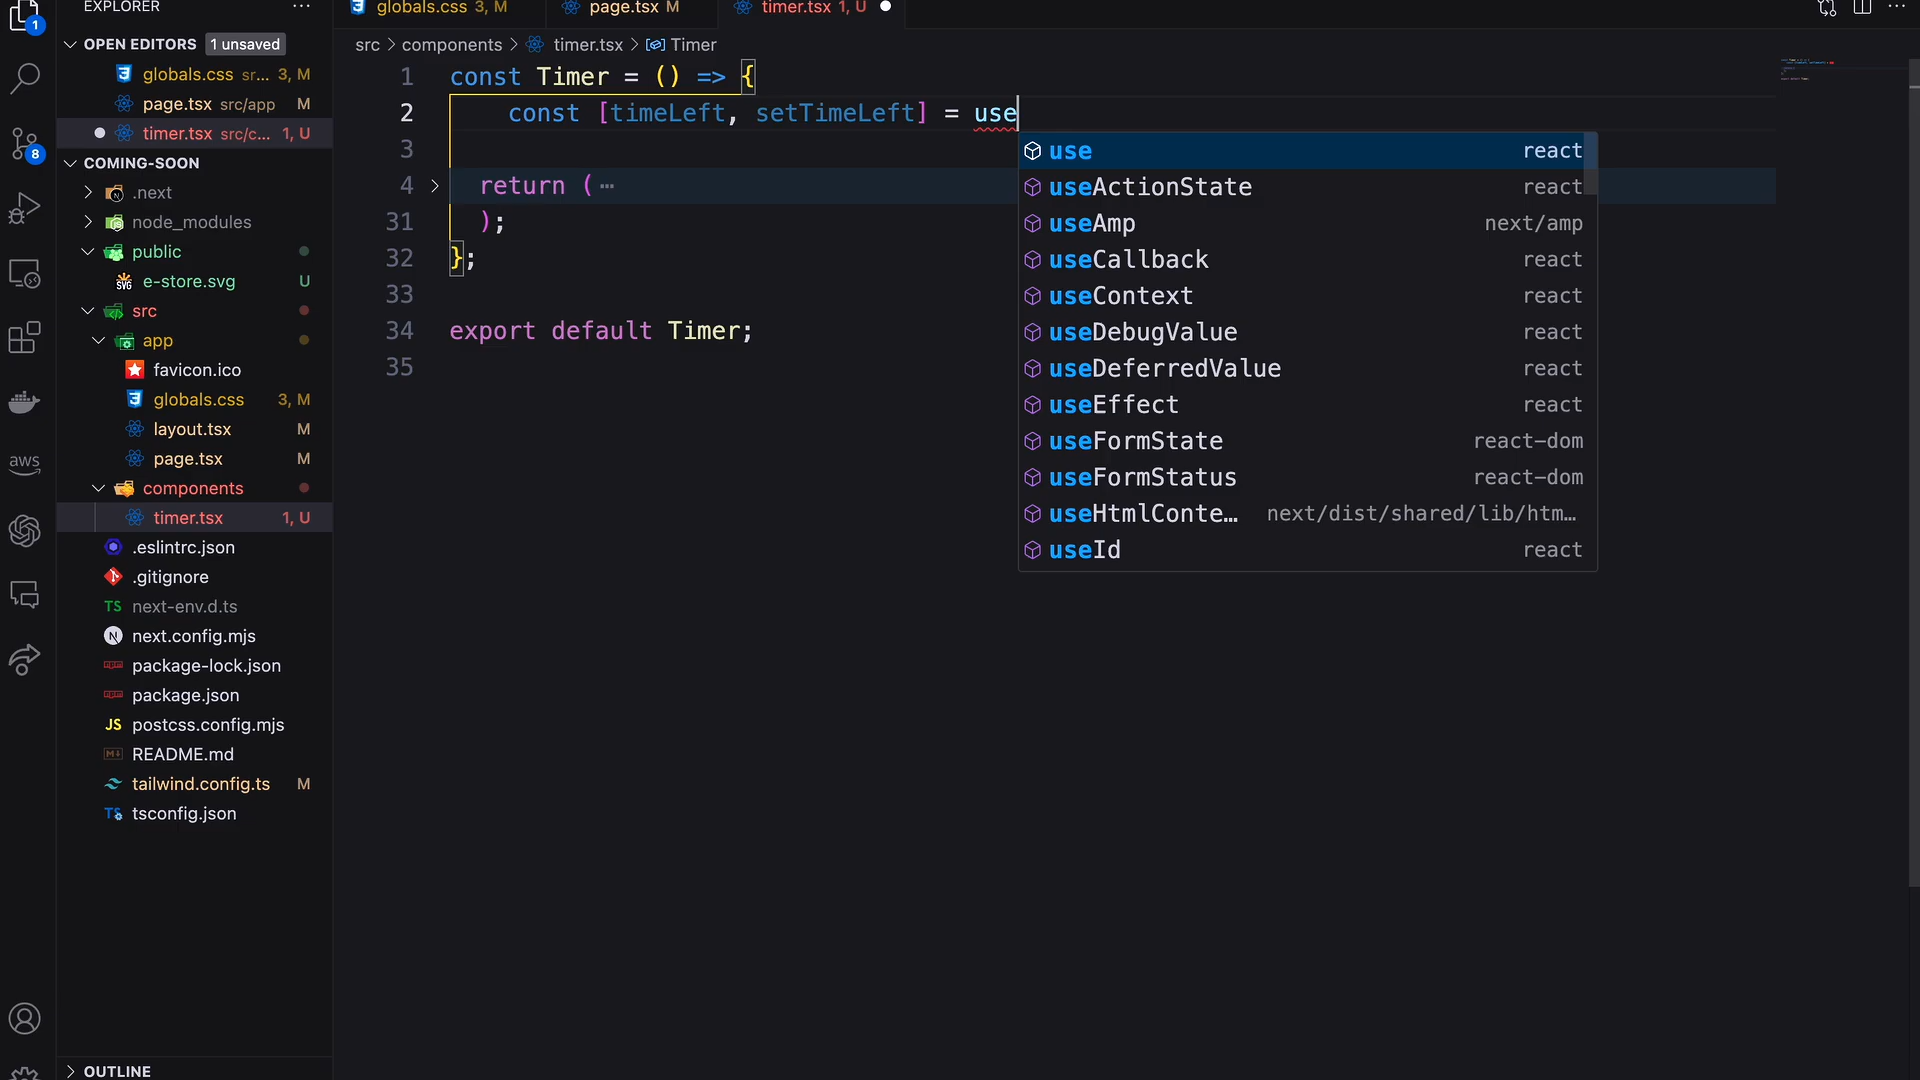 EXPLORER ···
OPEN EDITORS 1 unsaved
globals.css sr... 3, M
page.tsx src/app M
timer.tsx src/c... 1, U
COMING-SOON
.next
node_modules
public
e-store.svg U
src
app
favicon.ico
globals.css 3, M
layout.tsx M
page.tsx M
components
timer.tsx 1, U
.eslintrc.json
.gitignore
TS next-env.d.ts
next.config.mjs
package-lock.json
package.json
JS postcss.config.mjs
README.md
tailwind.config.ts M
TS tsconfig.json
OUTLINE
1
8
aws
globals.css 3, M
page.tsx M
timer.tsx 1, U
src > components > timer.tsx > Timer
1 const Timer = () => {
2 const [timeLeft, setTimeLeft] = use
3
4 return ( ···
31 );
32 };
33
34 export default Timer;
35
use react
useActionState react
useAmp next/amp
useCallback react
useContext react
useDebugValue react
useDeferredValue react
useEffect react
useFormState react-dom
useFormStatus react-dom
useHtmlConte… next/dist/shared/lib/htm…
useId react